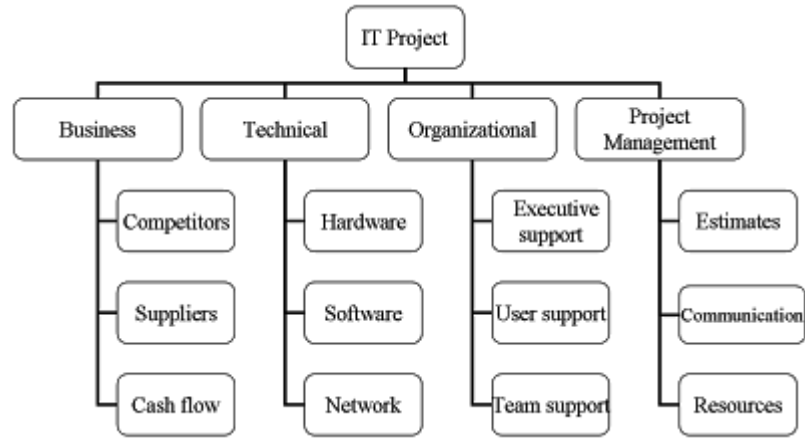 IT Project
Business
Technical
Organizational
Project
Management
Competitors
Hardware
Executive
support
Estimates
Suppliers
Software
User support
Communication
Cash flow
Network
Team support
Resources